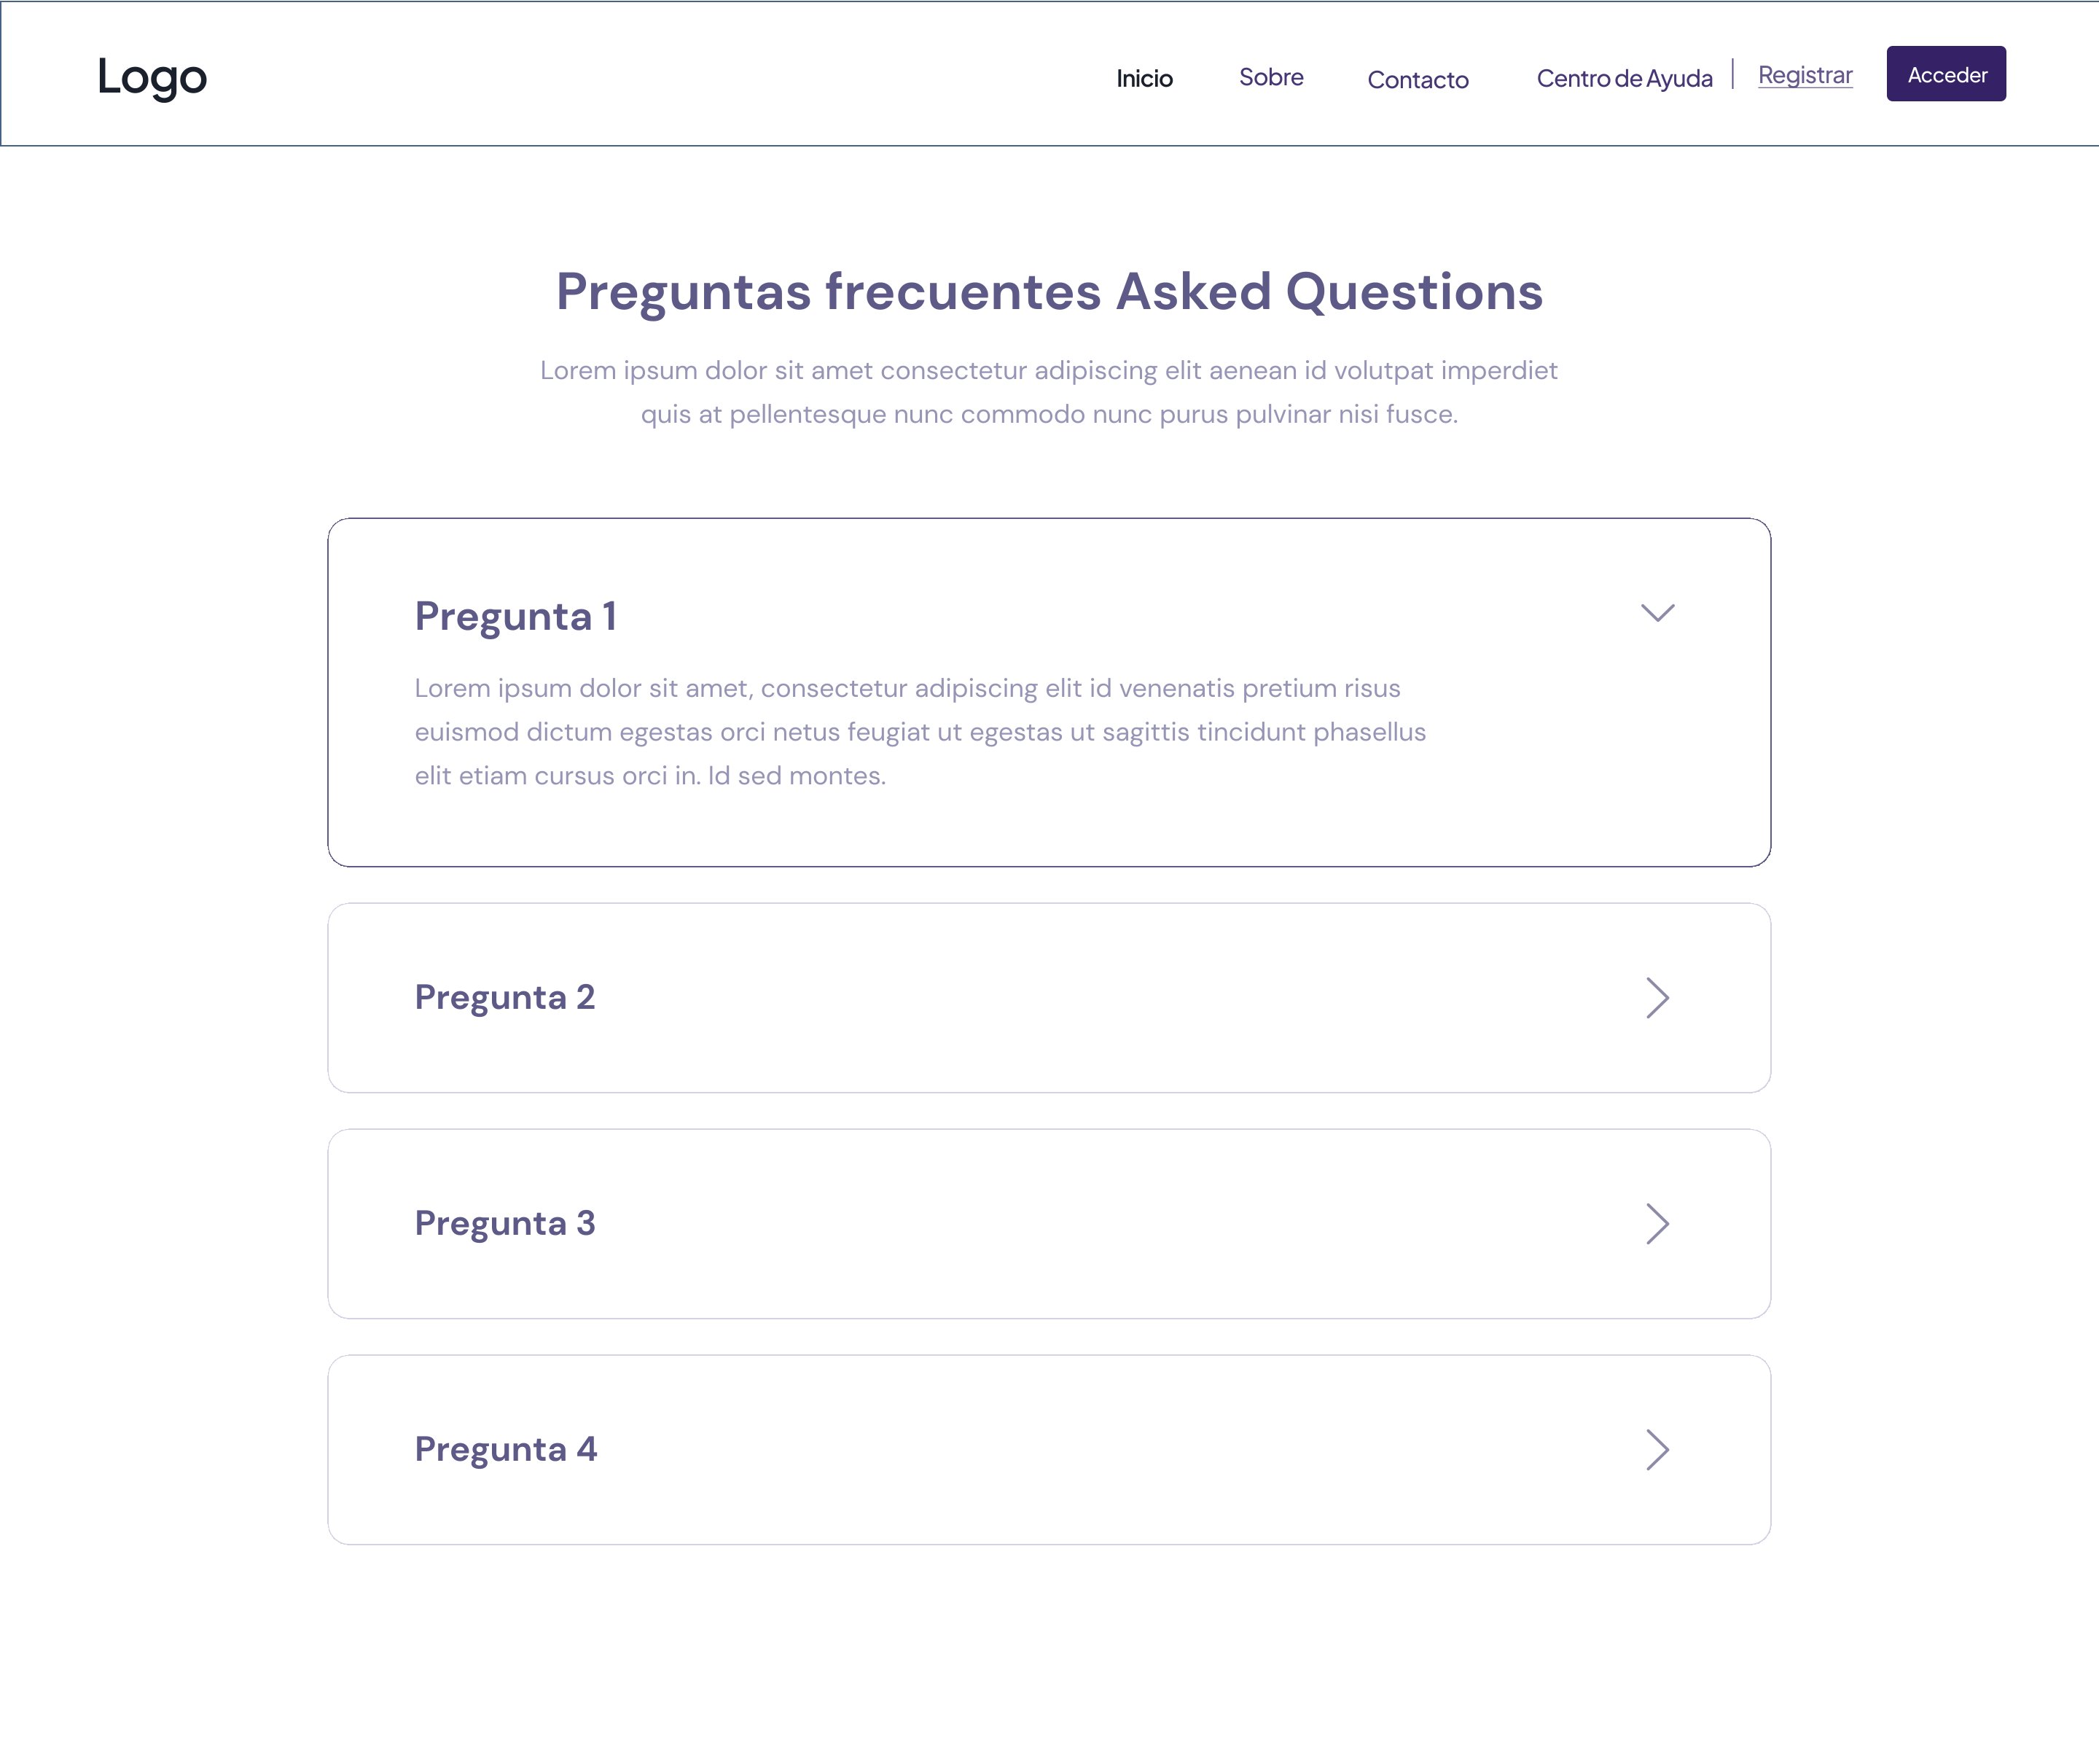 Logo
Inicio Sobre Contacto Centro de Ayuda Registrar Acceder
Preguntas frecuentes Asked Questions
Lorem ipsum dolor sit amet consectetur adipiscing elit aenean id volutpat imperdiet
quis at pellentesque nunc commodo nunc purus pulvinar nisi fusce.
Pregunta 1
Lorem ipsum dolor sit amet, consectetur adipiscing elit id venenatis pretium risus
euismod dictum egestas orci netus feugiat ut egestas ut sagittis tincidunt phasellus
elit etiam cursus orci in. Id sed montes.
Pregunta 2
Pregunta 3
Pregunta 4